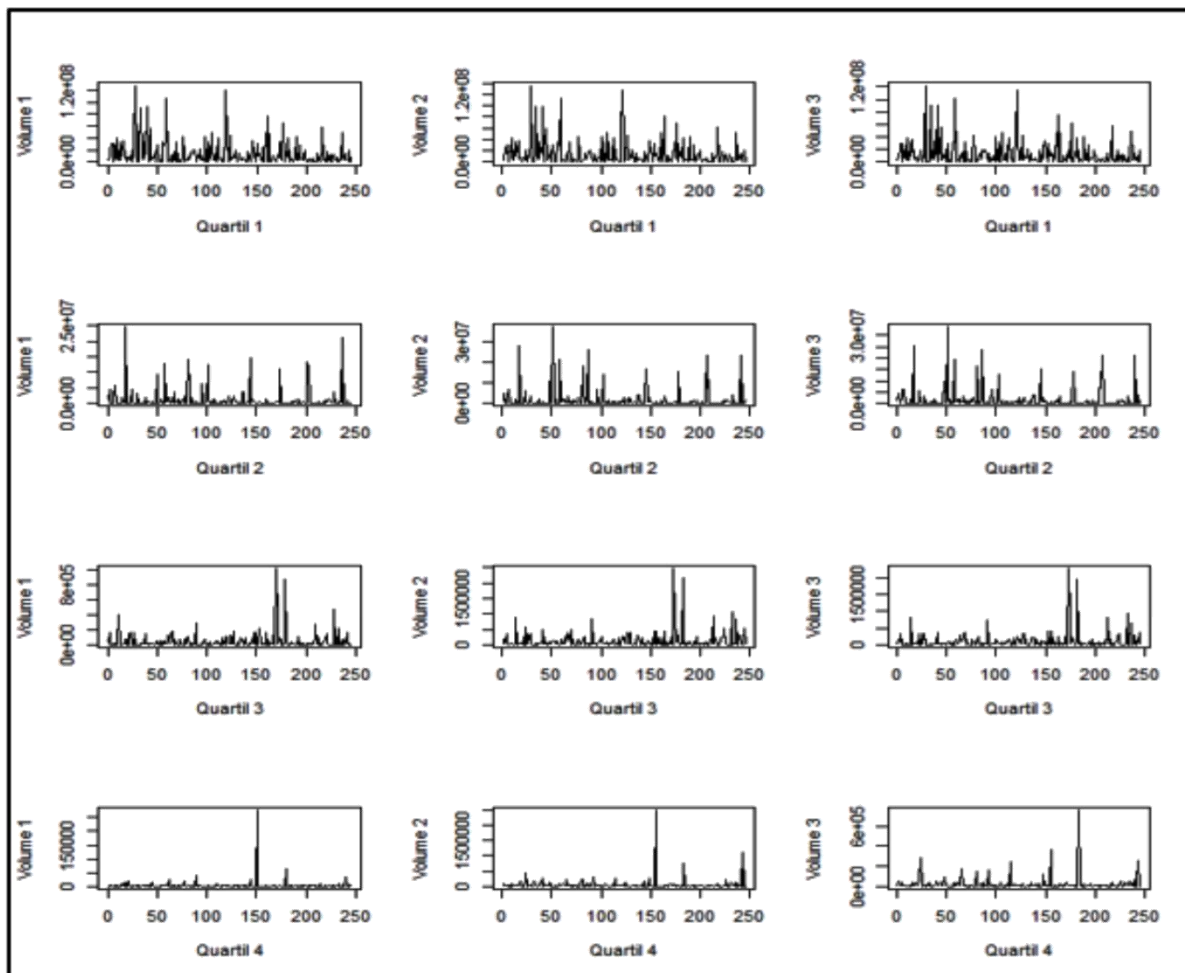 Volume 1
0.0e+00 1.2e+08
0 50 100 150 200 250
Quartil 1
Volume 2
0.0e+00 1.2e+08
0 50 100 150 200 250
Quartil 1
Volume 3
0.0e+00 1.2e+08
0 50 100 150 200 250
Quartil 1
Volume 1
0.0e+00 2.5e+07
0 50 100 150 200 250
Quartil 2
Volume 2
0e+00 3e+07
0 50 100 150 200 250
Quartil 2
Volume 3
0.0e+00 3.0e+07
0 50 100 150 200 250
Quartil 2
Volume 1
0e+00 8e+05
0 50 100 150 200 250
Quartil 3
Volume 2
0 1500000
0 50 100 150 200 250
Quartil 3
Volume 3
0 1500000
0 50 100 150 200 250
Quartil 3
Volume 1
0 150000
0 50 100 150 200 250
Quartil 4
Volume 2
0 1500000
0 50 100 150 200 250
Quartil 4
Volume 3
0e+00 6e+05
0 50 100 150 200 250
Quartil 4